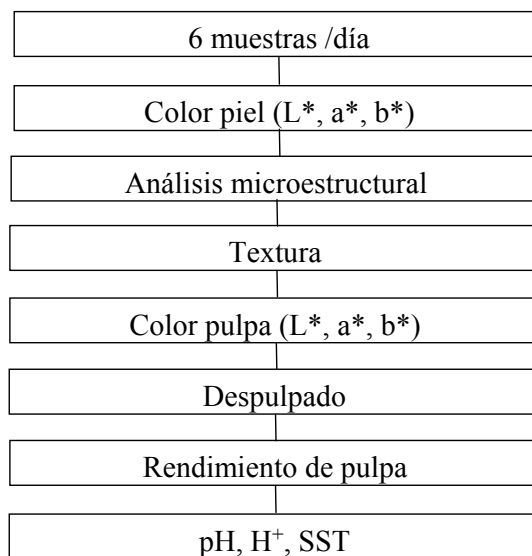 6 muestras /día
Color piel (L*, a*, b*)
Análisis microestructural
Textura
Color pulpa (L*, a*, b*)
Despulpado
Rendimiento de pulpa
pH, H⁺, SST